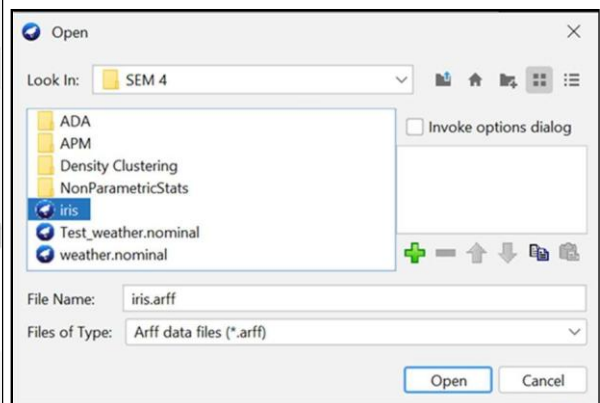 Open
Look In: SEM 4
ADA
APM
Density Clustering
NonParametricStats
iris
Test_weather.nominal
weather.nominal
Invoke options dialog
File Name: iris.arff
Files of Type: Arff data files (*.arff)
Open Cancel